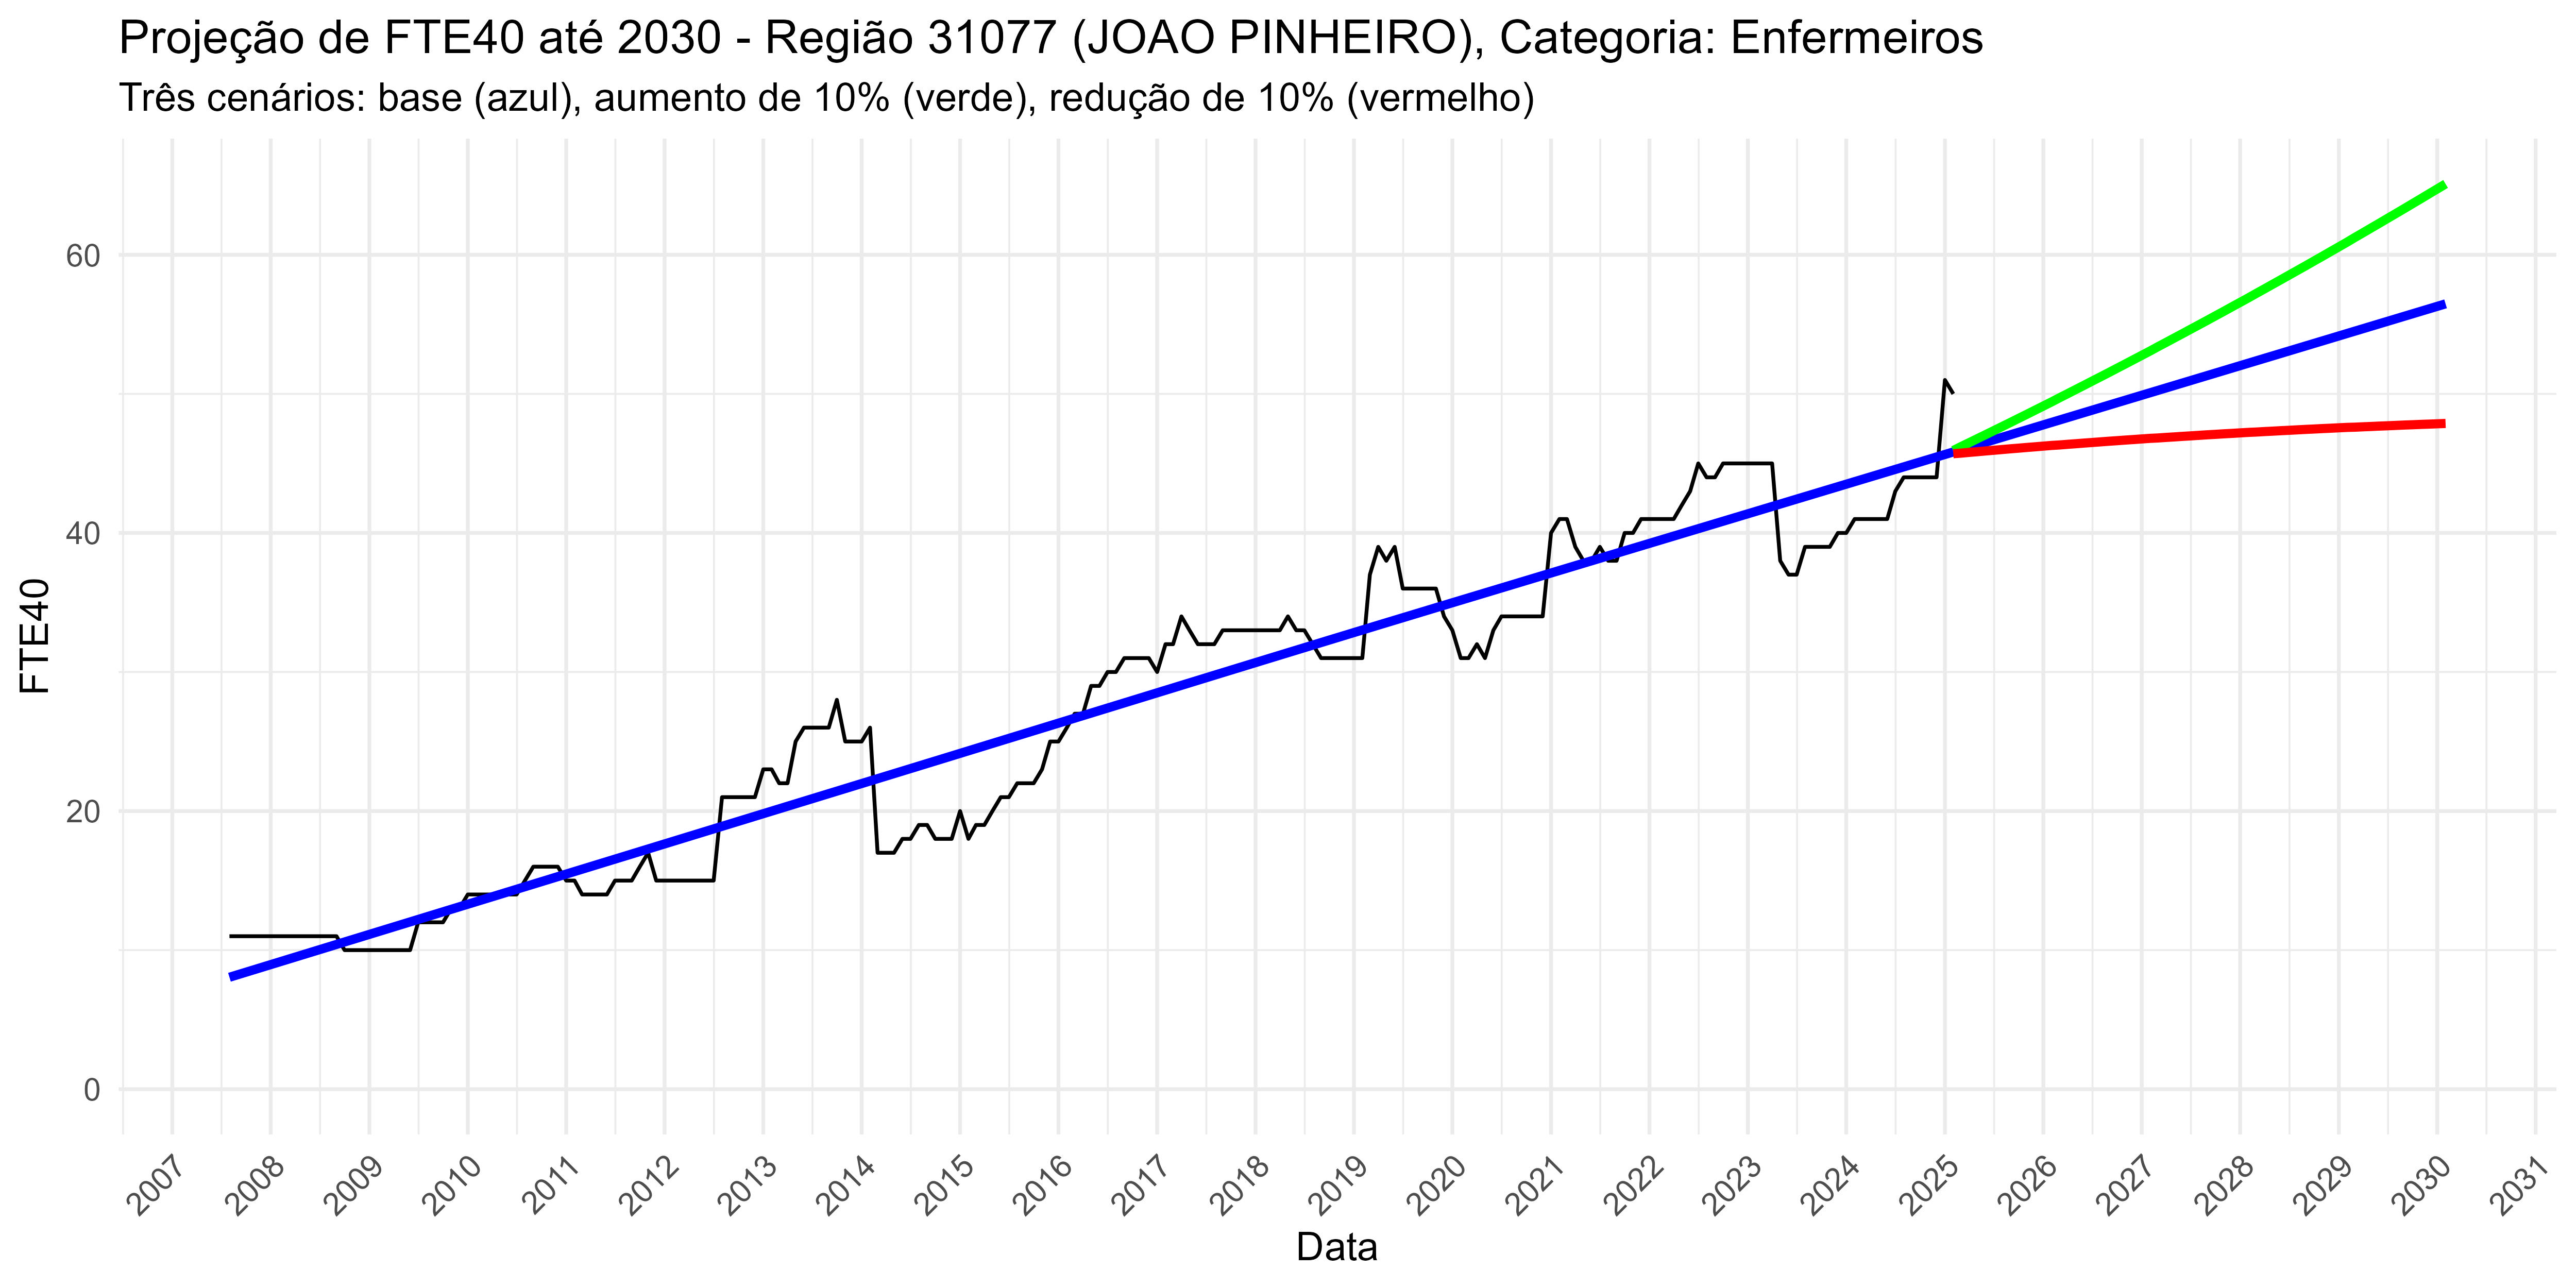 Projeção de FTE40 até 2030 - Região 31077 (JOAO PINHEIRO), Categoria: Enfermeiros
Três cenários: base (azul), aumento de 10% (verde), redução de 10% (vermelho)
FTE40
60
40
20
0
2007 2008 2009 2010 2011 2012 2013 2014 2015 2016 2017 2018 2019 2020 2021 2022 2023 2024 2025 2026 2027 2028 2029 2030 2031
Data